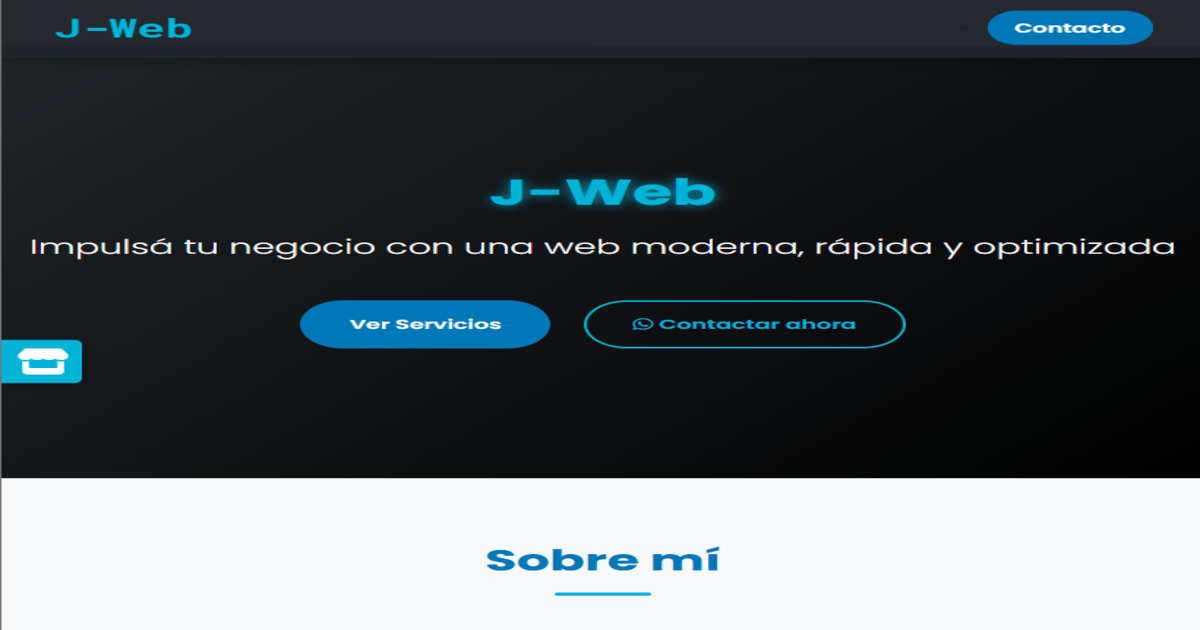 J-Web
Contacto
J-Web
Impulsá tu negocio con una web moderna, rápida y optimizada
Ver Servicios
Contactar ahora
Sobre mí